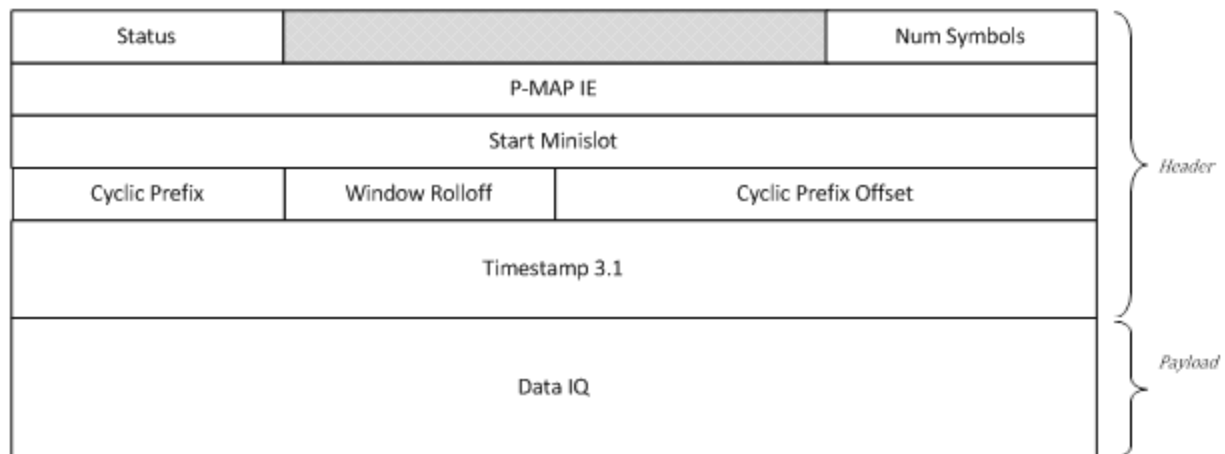 Status
Num Symbols
P-MAP IE
Start Minislot
Header
Cyclic Prefix
Window Rolloff
Cyclic Prefix Offset
Timestamp 3.1
Payload
Data IQ